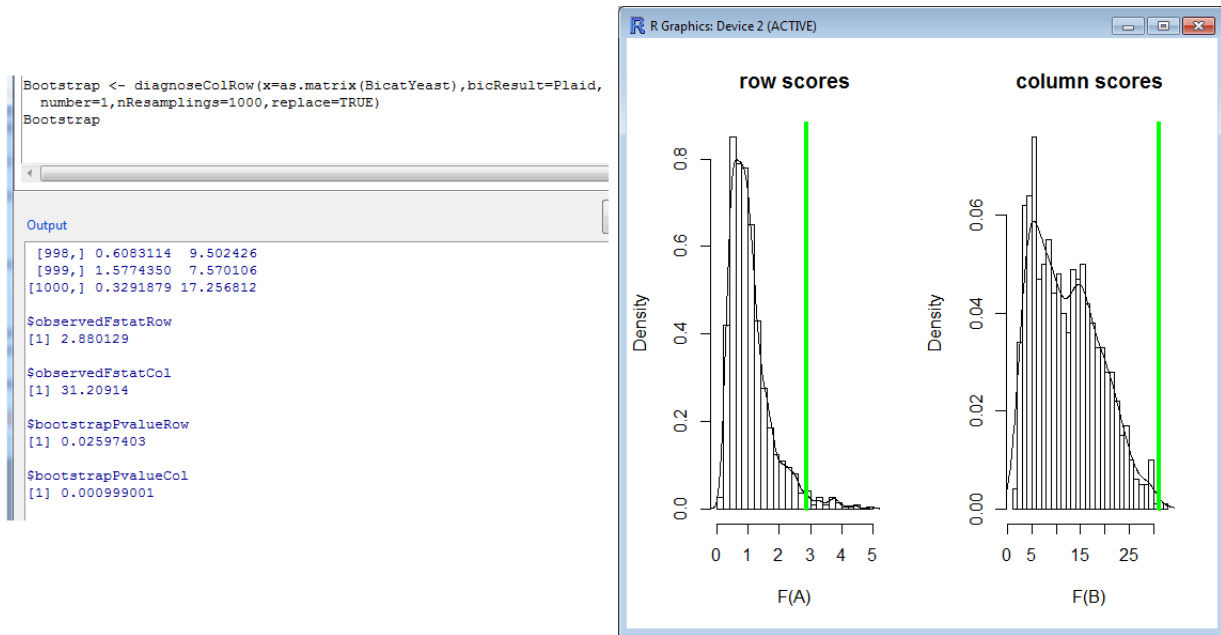 Bootstrap <- diagnoseColRow(x=as.matrix(BicatYeast),bicResult=Plaid,
  number=1,nResamplings=1000,replace=TRUE)
Bootstrap
Output
 [998,] 0.6083114  9.502426
 [999,] 1.5774350  7.570106
[1000,] 0.3291879 17.256812
$observedFstatRow
[1] 2.880129
$observedFstatCol
[1] 31.20914
$bootstrapPvalueRow
[1] 0.02597403
$bootstrapPvalueCol
[1] 0.000999001
R Graphics: Device 2 (ACTIVE)
row scores
Density
0.8
0.6
0.4
0.2
0.0
0 1 2 3 4 5
F(A)
column scores
Density
0.06
0.04
0.02
0.00
0 5 15 25
F(B)